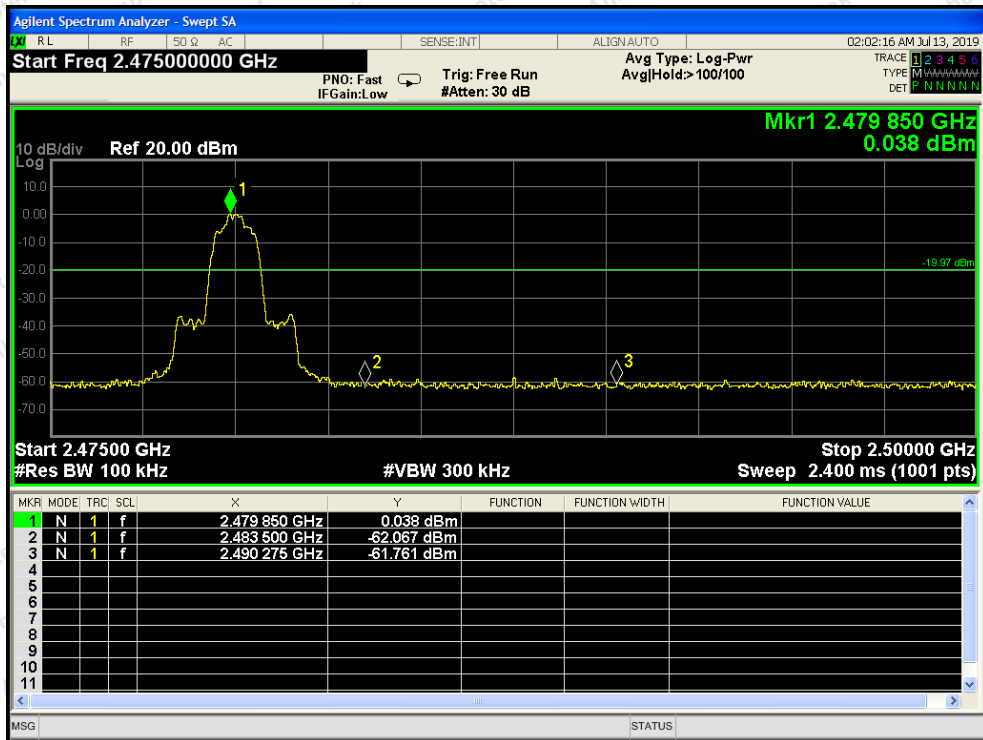 Agilent Spectrum Analyzer - Swept SA
LXI RL RF 50 Ω AC SENSE:INT ALIGN AUTO 02:02:16 AM Jul 13, 2019
Start Freq 2.475000000 GHz
PNO: Fast
IFGain:Low
Trig: Free Run
#Atten: 30 dB
Avg Type: Log-Pwr
Avg|Hold:>100/100
TRACE 1 2 3 4 5 6
TYPE M WWWWW
DET P N N N N N
Mkr1 2.479 850 GHz
0.038 dBm
10 dB/div Ref 20.00 dBm
Log
10.0
0.00
-10.0
-20.0
-30.0
-40.0
-50.0
-60.0
-70.0
1
2
3
-19.97 dBm
Start 2.47500 GHz Stop 2.50000 GHz
#Res BW 100 kHz #VBW 300 kHz Sweep 2.400 ms (1001 pts)
MKR MODE TRC SCL X Y FUNCTION FUNCTION WIDTH FUNCTION VALUE
1 N 1 f 2.479 850 GHz 0.038 dBm
2 N 1 f 2.483 500 GHz -62.067 dBm
3 N 1 f 2.490 275 GHz -61.761 dBm
4
5
6
7
8
9
10
11
MSG STATUS